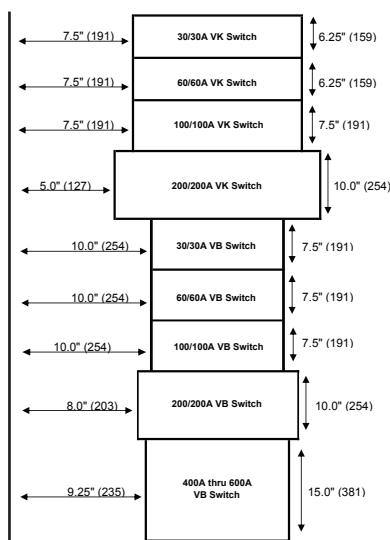 7.5" (191) 30/30A VK Switch 6.25" (159)
7.5" (191) 60/60A VK Switch 6.25" (159)
7.5" (191) 100/100A VK Switch 7.5" (191)
5.0" (127) 200/200A VK Switch 10.0" (254)
10.0" (254) 30/30A VB Switch 7.5" (191)
10.0" (254) 60/60A VB Switch 7.5" (191)
10.0" (254) 100/100A VB Switch 7.5" (191)
8.0" (203) 200/200A VB Switch 10.0" (254)
400A thru 600A
9.25" (235) VB Switch 15.0" (381)